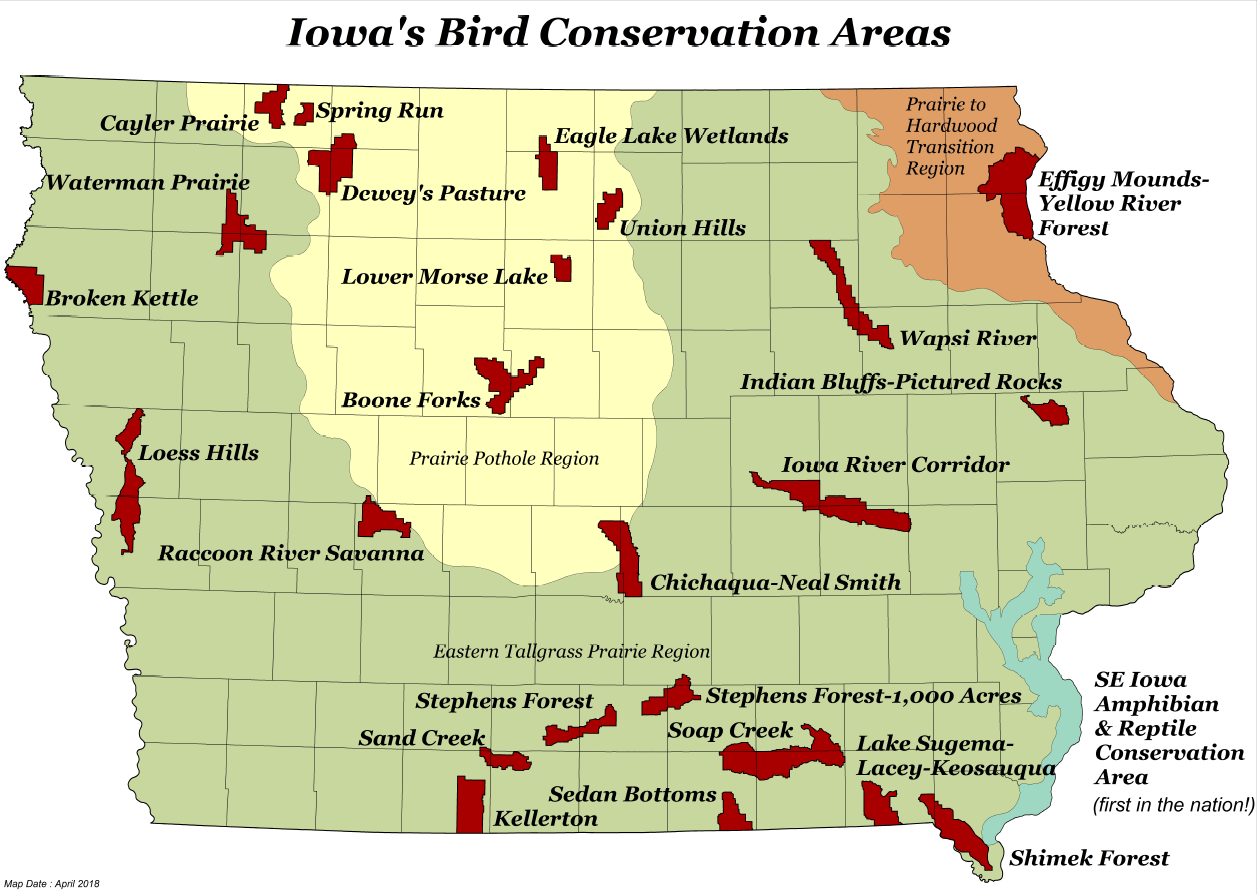 Iowa's Bird Conservation Areas
Prairie to
Hardwood
Transition
Region
Spring Run
Cayler Prairie
Eagle Lake Wetlands
Waterman Prairie
Dewey's Pasture
Effigy Mounds-
Yellow River
Forest
Union Hills
Lower Morse Lake
Broken Kettle
Wapsi River
Indian Bluffs-Pictured Rocks
Boone Forks
Loess Hills
Prairie Pothole Region
Iowa River Corridor
Raccoon River Savanna
Chichaqua-Neal Smith
Eastern Tallgrass Prairie Region
SE Iowa
Amphibian
& Reptile
Conservation
Area
(first in the nation!)
Stephens Forest
Stephens Forest-1,000 Acres
Sand Creek
Soap Creek
Lake Sugema-
Lacey-Keosauqua
Sedan Bottoms
Kellerton
Shimek Forest
Map Date : April 2018